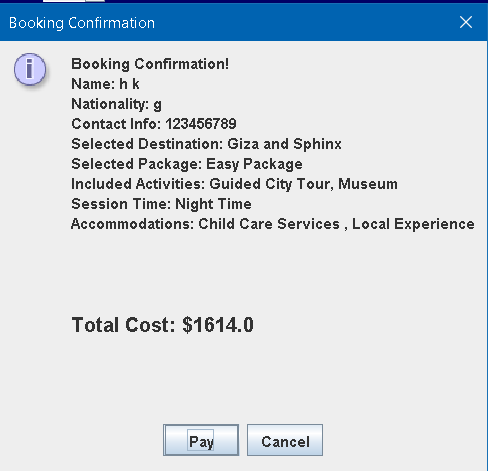 Booking Confirmation
Booking Confirmation!
Name: h k
Nationality: g
Contact Info: 123456789
Selected Destination: Giza and Sphinx
Selected Package: Easy Package
Included Activities: Guided City Tour, Museum
Session Time: Night Time
Accommodations: Child Care Services , Local Experience
Total Cost: $1614.0
Pay Cancel